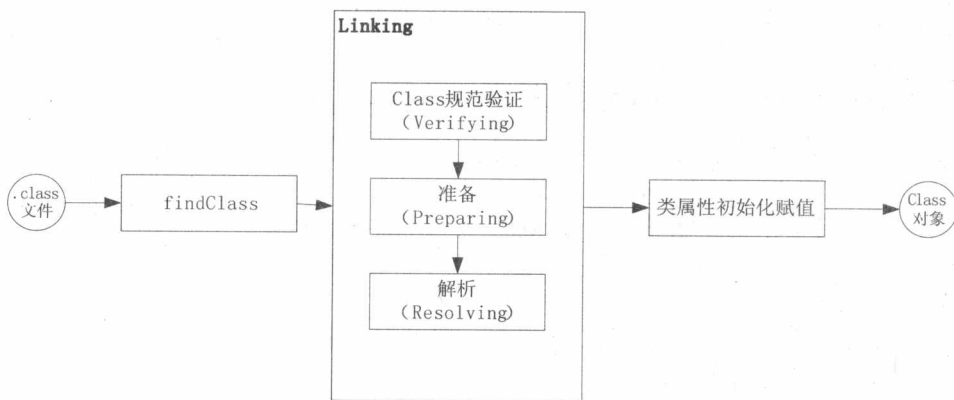 Linking
Class规范验证
(Verifying)
准备
(Preparing)
解析
(Resolving)
.class
文件
findClass
类属性初始化赋值
Class
对象